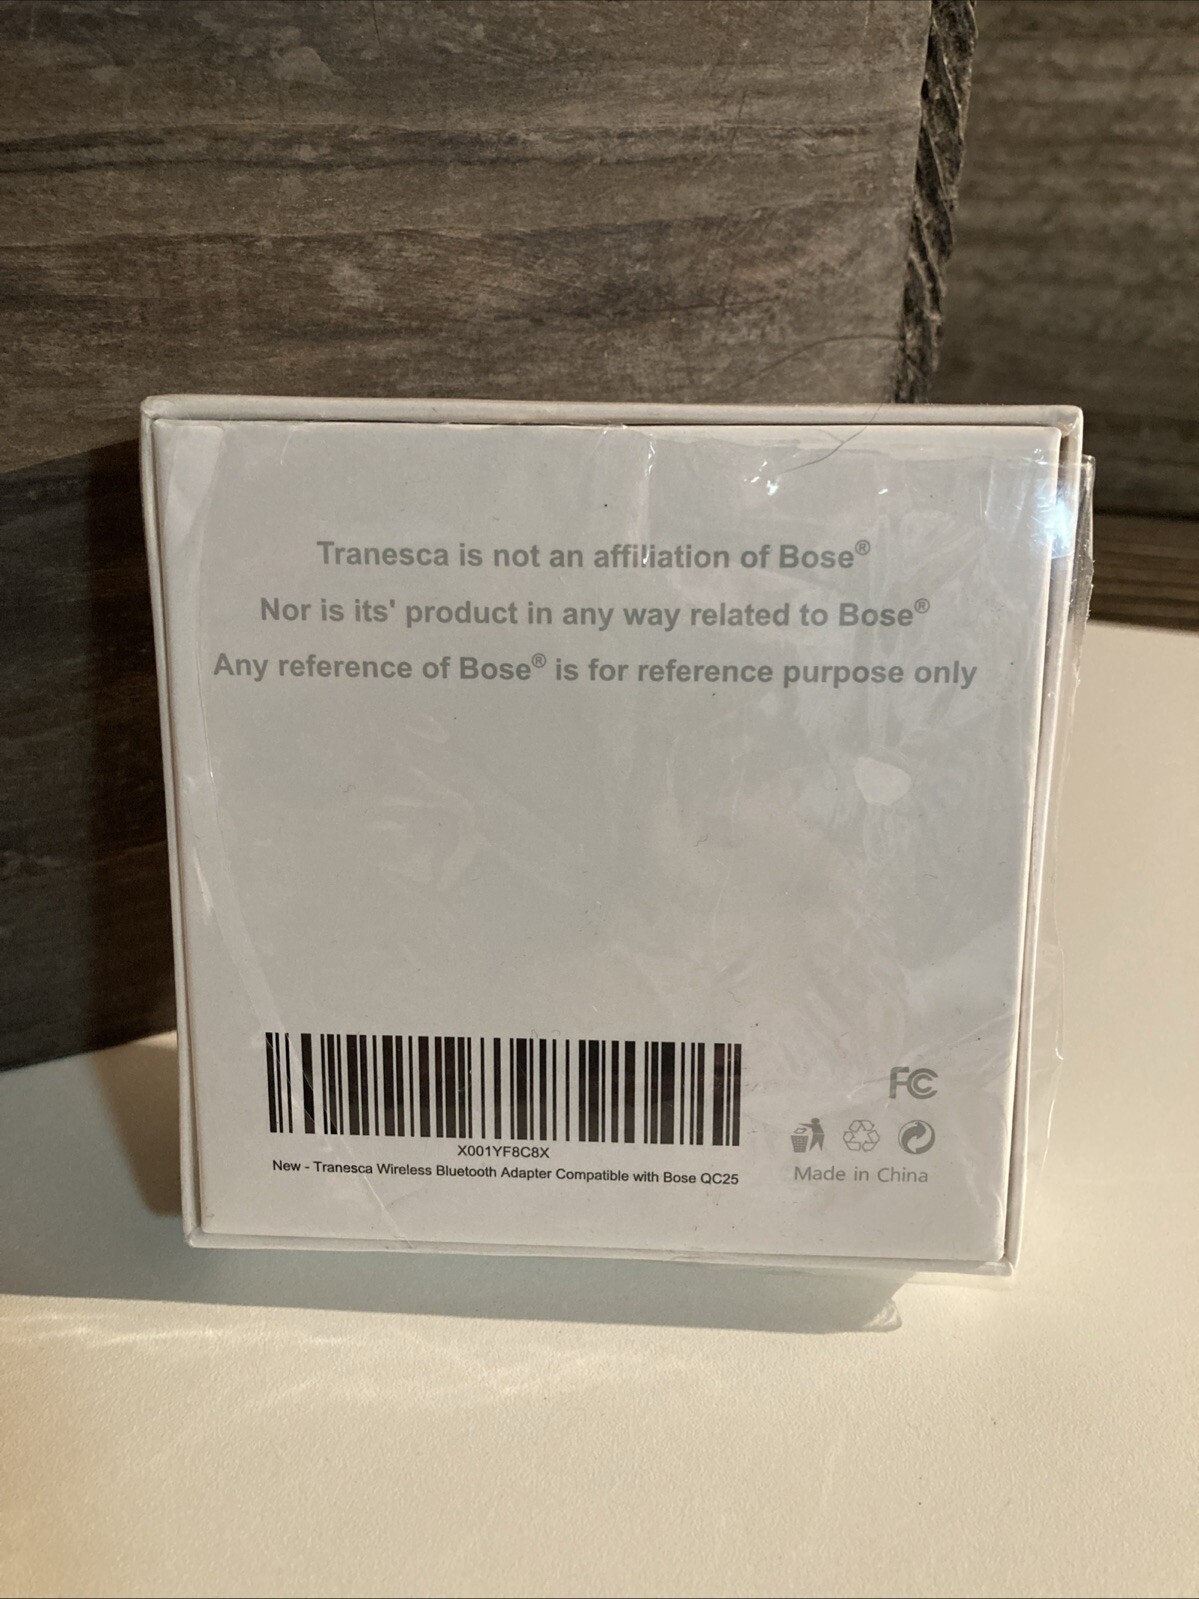 Tranesca is not an affiliation of Bose®
Nor is its' product in any way related to Bose®
Any reference of Bose® is for reference purpose only
X001YF8C8X
New - Tranesca Wireless Bluetooth Adapter Compatible with Bose QC25
FC
Made in China